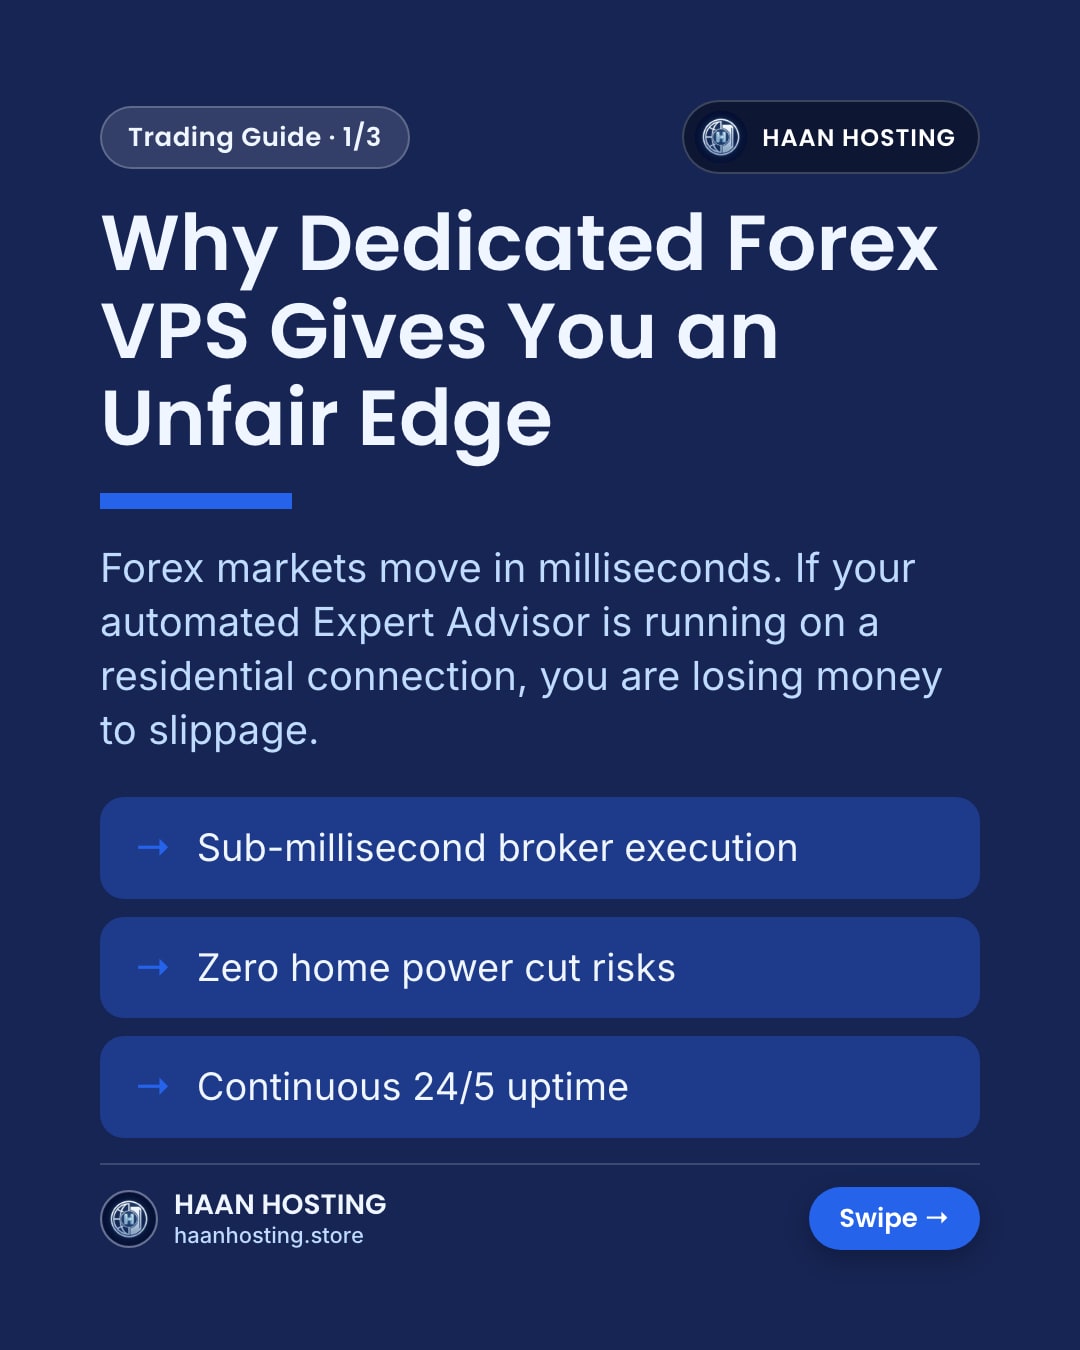 Trading Guide · 1/3
HAAN HOSTING
Why Dedicated Forex
VPS Gives You an
Unfair Edge
Forex markets move in milliseconds. If your
automated Expert Advisor is running on a
residential connection, you are losing money
to slippage.
→ Sub-millisecond broker execution
→ Zero home power cut risks
→ Continuous 24/5 uptime
HAAN HOSTING
haanhosting.store
Swipe →